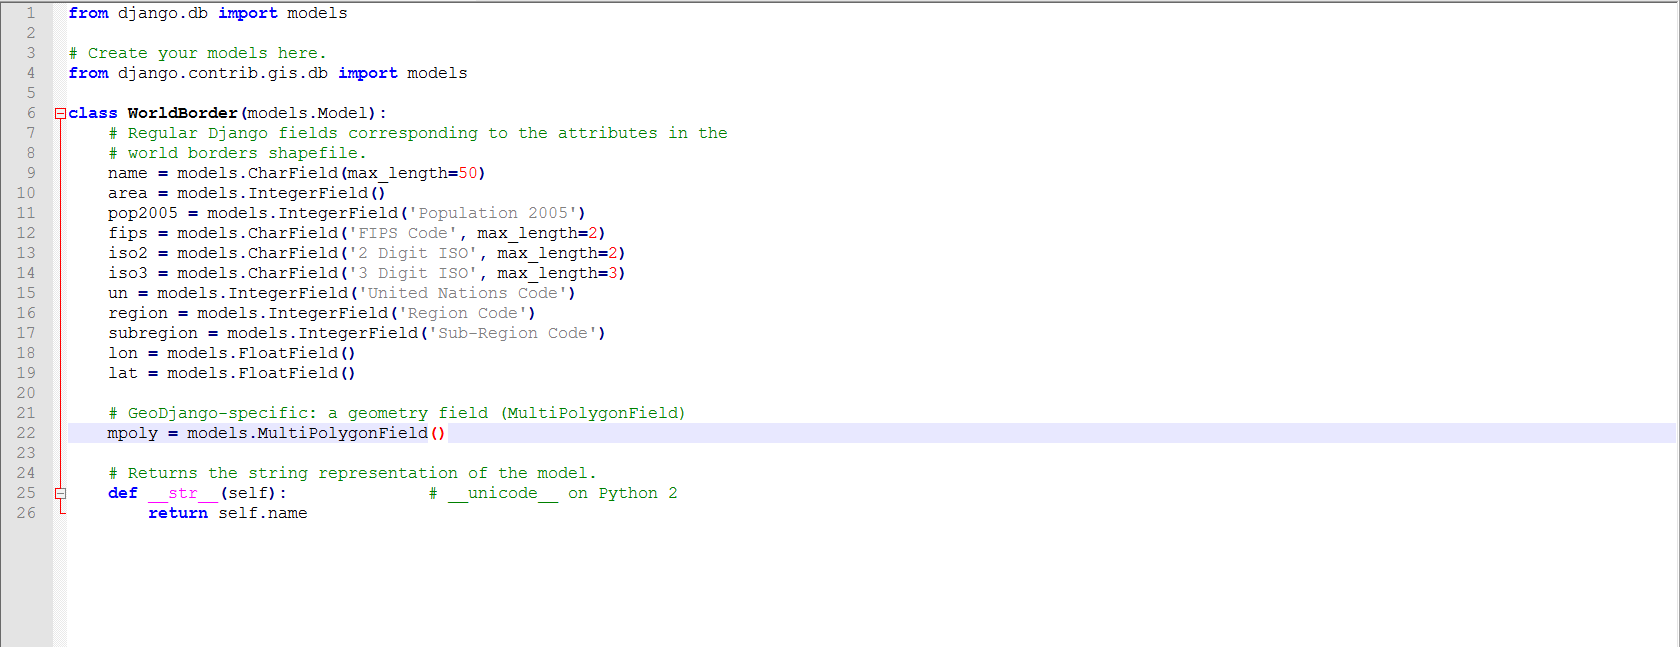 1 from django.db import models
2
3 # Create your models here.
4 from django.contrib.gis.db import models
5
6 class WorldBorder(models.Model):
7     # Regular Django fields corresponding to the attributes in the
8     # world borders shapefile.
9     name = models.CharField(max_length=50)
10     area = models.IntegerField()
11     pop2005 = models.IntegerField('Population 2005')
12     fips = models.CharField('FIPS Code', max_length=2)
13     iso2 = models.CharField('2 Digit ISO', max_length=2)
14     iso3 = models.CharField('3 Digit ISO', max_length=3)
15     un = models.IntegerField('United Nations Code')
16     region = models.IntegerField('Region Code')
17     subregion = models.IntegerField('Sub-Region Code')
18     lon = models.FloatField()
19     lat = models.FloatField()
20
21     # GeoDjango-specific: a geometry field (MultiPolygonField)
22     mpoly = models.MultiPolygonField()
23
24     # Returns the string representation of the model.
25     def __str__(self):              # __unicode__ on Python 2
26         return self.name